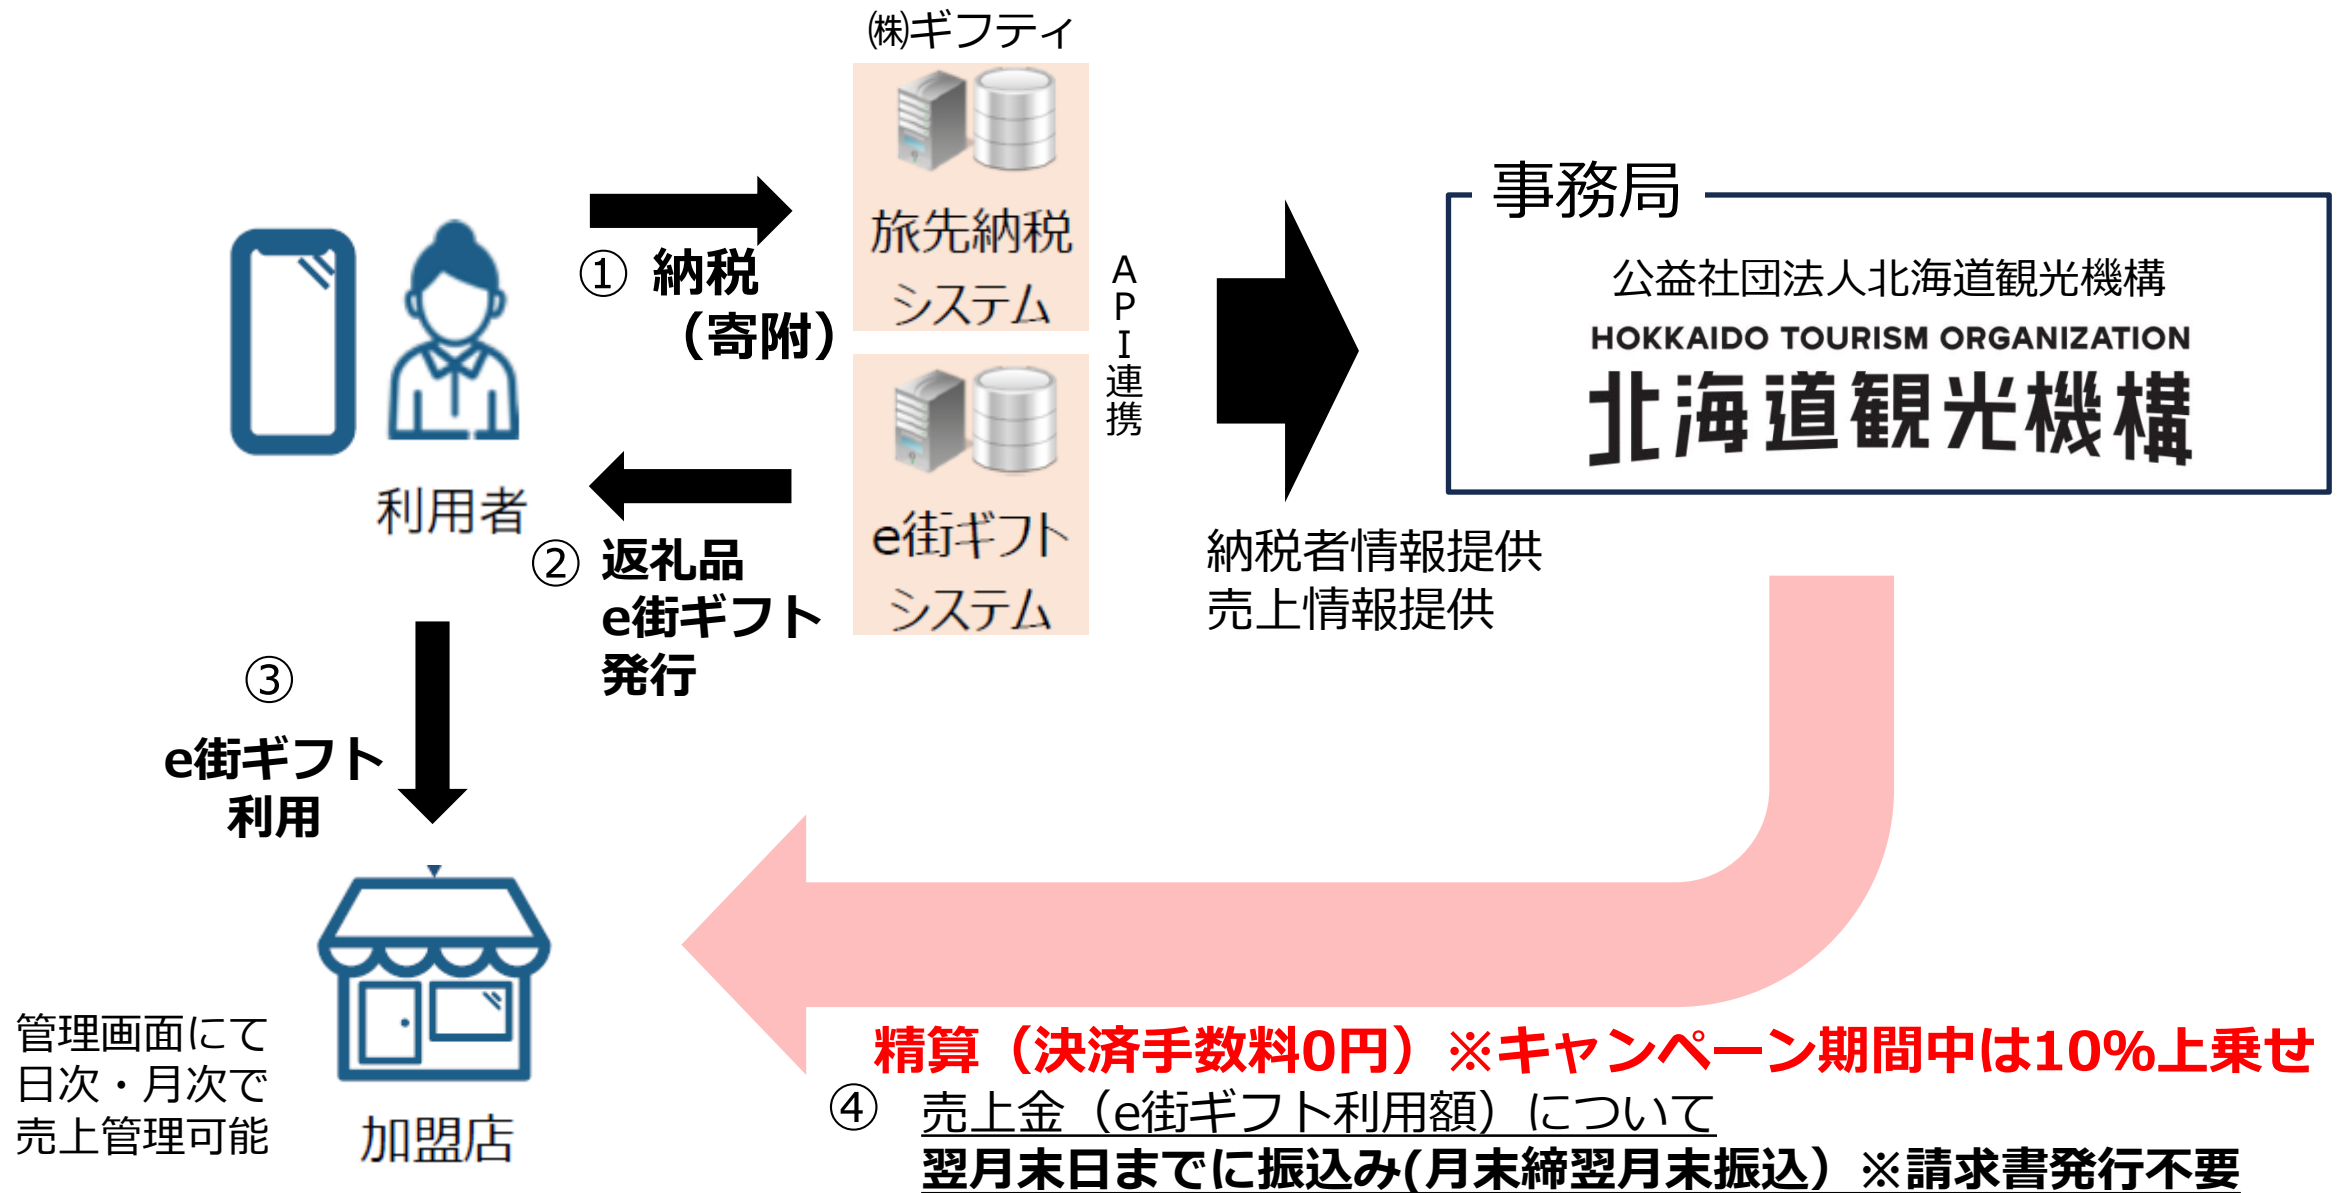 ㈱ギフティ
旅先納税
システム
e街ギフト
システム
API連携
① 納税
（寄附）
利用者
② 返礼品
e街ギフト
発行
③
e街ギフト
利用
事務局
公益社団法人北海道観光機構
HOKKAIDO TOURISM ORGANIZATION
北海道観光機構
納税者情報提供
売上情報提供
管理画面にて
日次・月次で
売上管理可能
加盟店
精算（決済手数料0円）※キャンペーン期間中は10%上乗せ
④ 売上金（e街ギフト利用額）について
翌月末日までに振込み(月末締翌月末振込）※請求書発行不要